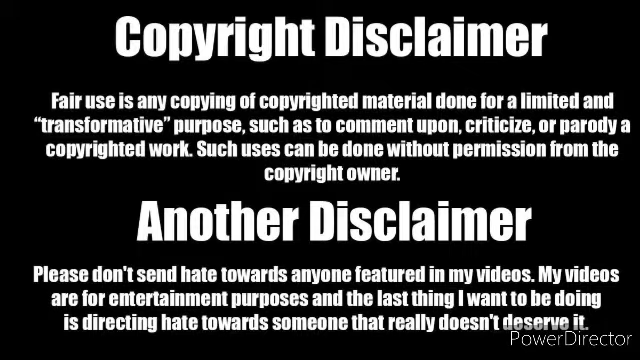 Copyright Disclaimer
Fair use is any copying of copyrighted material done for a limited and
“transformative” purpose, such as to comment upon, criticize, or parody a
copyrighted work. Such uses can be done without permission from the
copyright owner.
Another Disclaimer
Please don't send hate towards anyone featured in my videos. My videos
are for entertainment purposes and the last thing I want to be doing
is directing hate towards someone that really doesn't deserve it.
PowerDirector